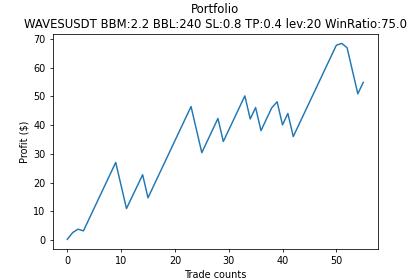 Portfolio
WAVESUSDT BBM:2.2 BBL:240 SL:0.8 TP:0.4 lev:20 WinRatio:75.0
70
60
50
40
30
20
10
0
Profit ($)
0 10 20 30 40 50
Trade counts